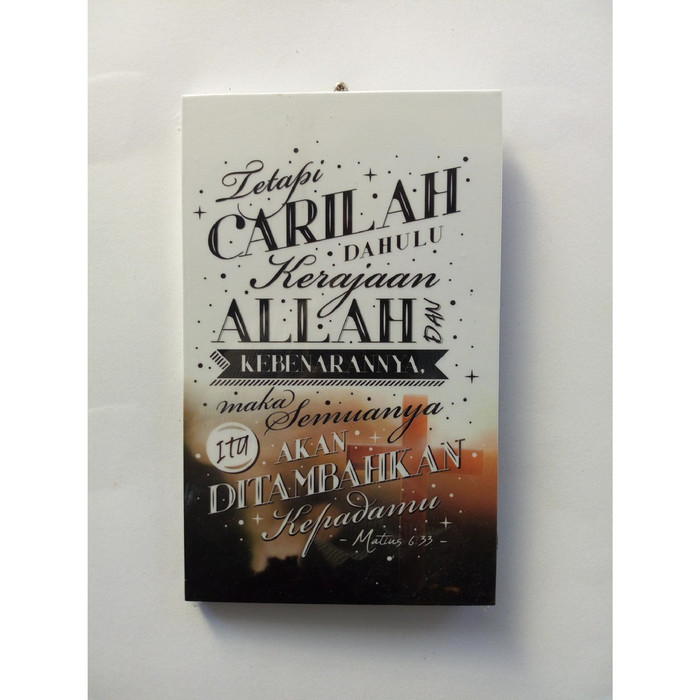 Tetapi
CARILAH
DAHULU
Kerajaan
ALLAH DAN
KEBENARANNYA,
maka Semuanya
Itu AKAN
DITAMBAHKAN
Kepadamu
- Matius 6:33 -